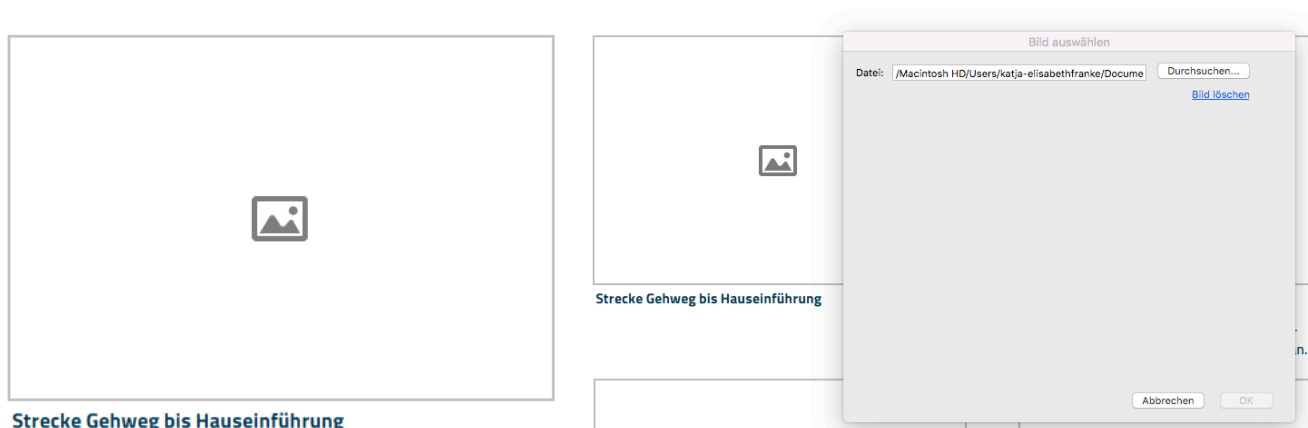 Bild auswählen
Datei: /Macintosh HD/Users/katja-elisabethfranke/Docume Durchsuchen...
Bild löschen
Strecke Gehweg bis Hauseinführung
n.
Abbrechen OK
Strecke Gehweg bis Hauseinführung